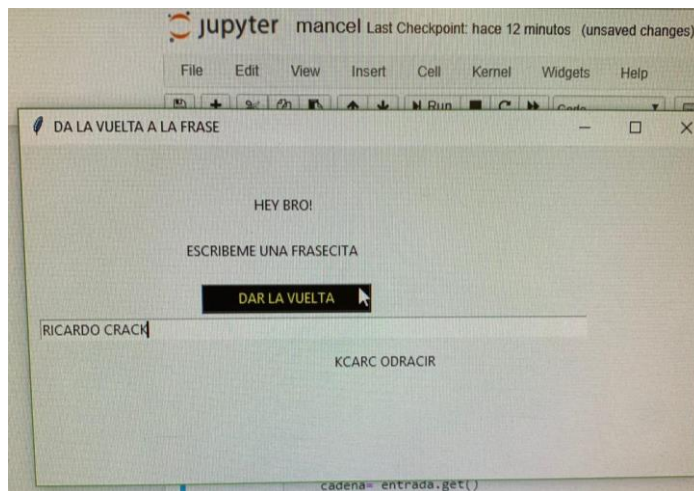 jupyter mancel Last Checkpoint: hace 12 minutos (unsaved changes)
File Edit View Insert Cell Kernel Widgets Help
Run Code
DA LA VUELTA A LA FRASE
HEY BRO!
ESCRIBEME UNA FRASECITA
DAR LA VUELTA
RICARDO CRACK
KCARC ODRACIR
cadena= entrada.get()